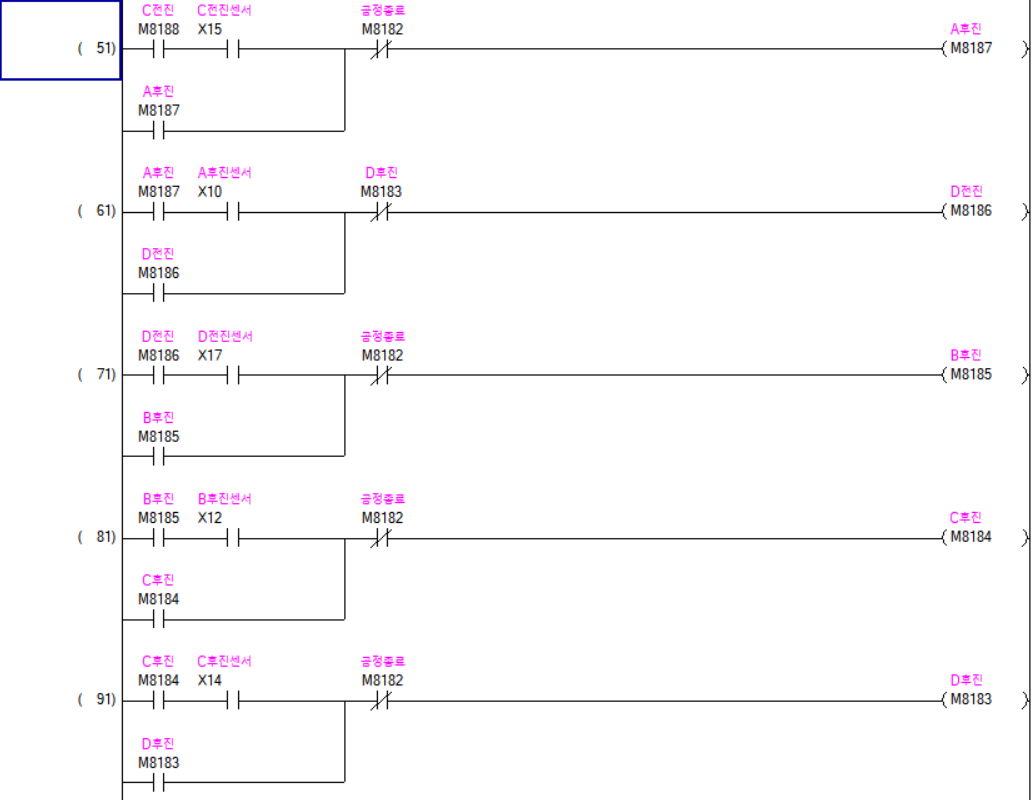 C전진 C전진센서 공정종료
M8188 X15 M8182 A후진
( 51) ( M8187 )
A후진
M8187
A후진 A후진센서 D후진
M8187 X10 M8183 D전진
( 61) ( M8186 )
D전진
M8186
D전진 D전진센서 공정종료
M8186 X17 M8182 B후진
( 71) ( M8185 )
B후진
M8185
B후진 B후진센서 공정종료
M8185 X12 M8182 C후진
( 81) ( M8184 )
C후진
M8184
C후진 C후진센서 공정종료
M8184 X14 M8182 D후진
( 91) ( M8183 )
D후진
M8183